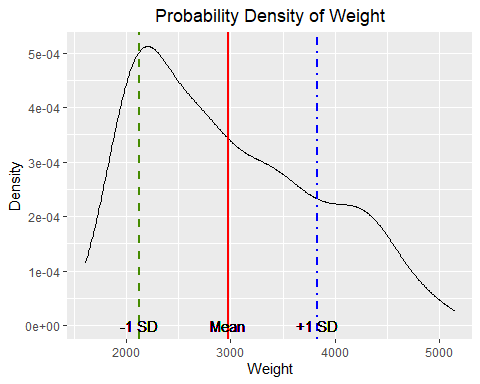 Probability Density of Weight
Density
5e-04
4e-04
3e-04
2e-04
1e-04
0e+00
-1 SD Mean +1 SD
2000 3000 4000 5000
Weight